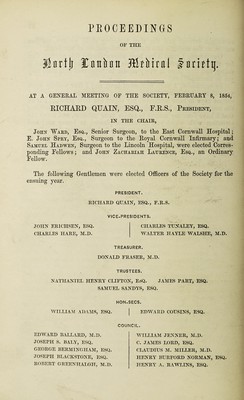 PROCEEDINGS
OF THE
North London Medical Society.
AT A GENERAL MEETING OF THE SOCIETY, FEBRUARY 8, 1854,
RICHARD QUAIN, ESQ., F.R.S., PRESIDENT,
IN THE CHAIR,
JOHN WARD, Esq., Senior Surgeon, to the East Cornwall Hospital;
E. JOHN SPRY, Esq., Surgeon to the Royal Cornwall Infirmary; and
SAMUEL HADWEN, Surgeon to the Lincoln Hospital, were elected Corres-
ponding Fellows; and JOHN ZACHARIAH LAURENCE, Esq., an Ordinary
Fellow.
The following Gentlemen were elected Officers of the Society for the
ensuing year.
PRESIDENT.
RICHARD QUAIN, ESQ., F.R.S.
VICE-PRESIDENTS.
JOHN ERICHSEN, ESQ.
CHARLES HARE, M.D.
CHARLES TUNALEY, ESQ.
WALTER HAYLE WALSHE, M.D.
TREASURER.
DONALD FRASER, M.D.
TRUSTEES.
NATHANIEL HENRY CLIFTON, ESQ. JAMES PART, ESQ.
SAMUEL SANDYS, ESQ.
HON-SECS.
WILLIAM ADAMS, ESQ.
EDWARD COUSINS, ESQ.
COUNCIL.
EDWARD BALLARD, M.D.
JOSEPH S. BALY, ESQ.
GEORGE BERMINGHAM, ESQ.
JOSEPH BLACKSTONE, ESQ.
ROBERT GREENHALGH, M.D.
WILLIAM JENNER, M.D.
C. JAMES LORD, ESQ.
CLAUDIUS M. MILLER, M.D.
HENRY BURFORD NORMAN, ESQ.
HENRY A. RAWLINS, ESQ.